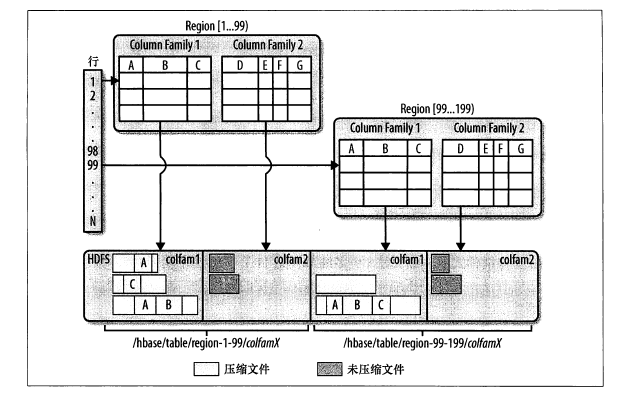 Region [1...99)
Column Family 1 Column Family 2
A B C D E F G
行
1
2
.
.
.
98
99
.
.
.
N
Region [99...199)
Column Family 1 Column Family 2
A B C D E F G
HDFS colfam1 colfam2 colfam1 colfam2
A
C
A B
A B C
/hbase/table/region-1-99/colfamX /hbase/table/region-99-199/colfamX
压缩文件 未压缩文件